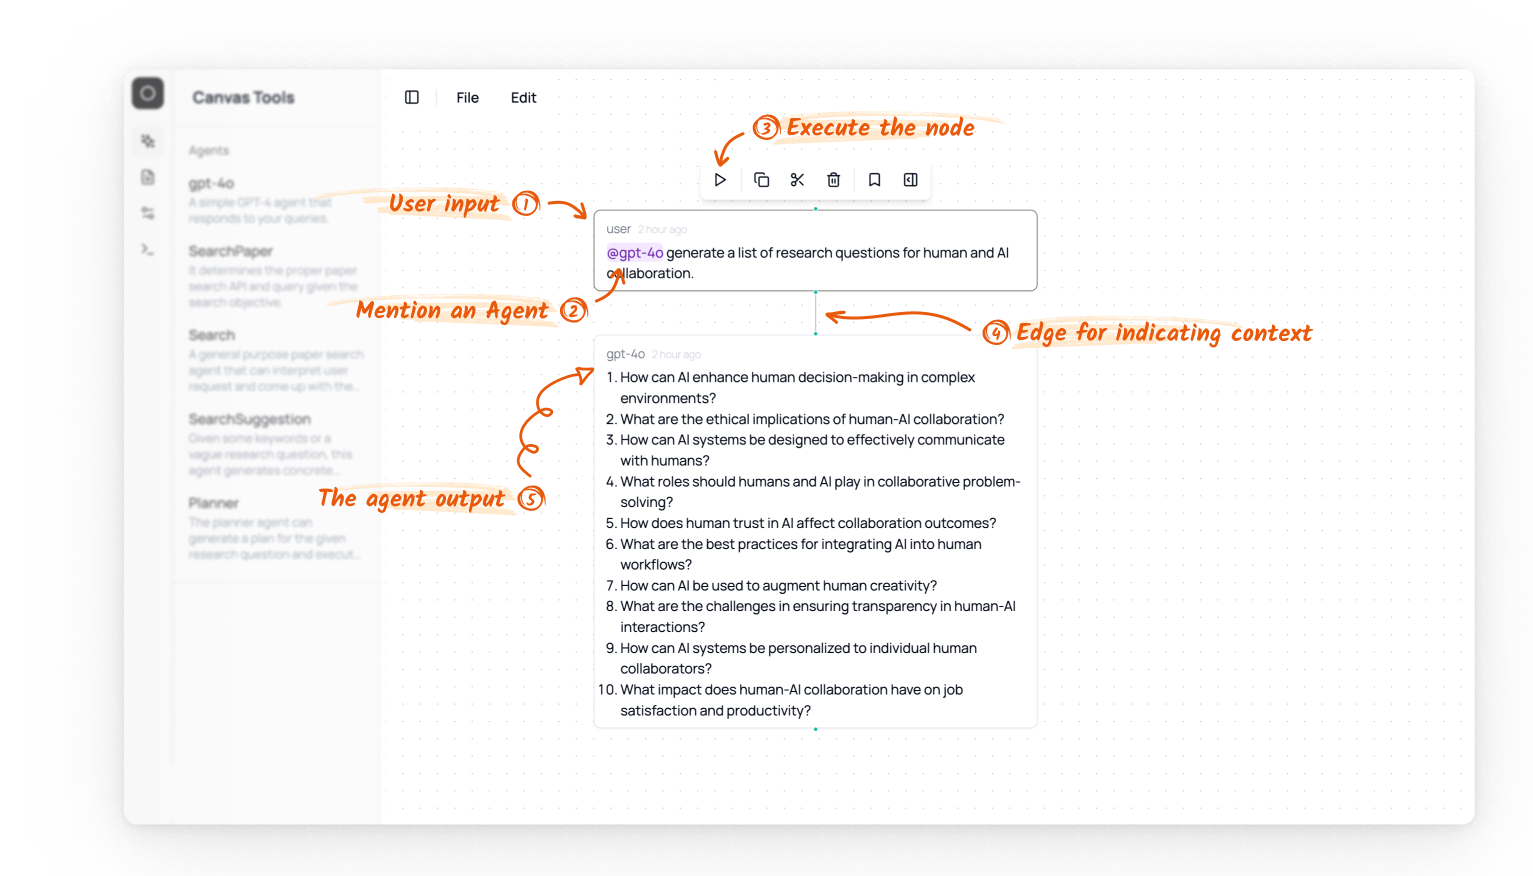 Canvas Tools
File
Edit
Agents
gpt-4o
A simple GPT-4 agent that
responds to your queries.
SearchPaper
It determines the proper paper
search API and query given the
search objective.
Search
A general purpose paper search
agent that can interpret user
request and come up with the...
SearchSuggestion
Given some keywords or a
vague research question, this
agent generates concrete...
Planner
The planner agent can
generate a plan for the given
research question and execut...
③ Execute the node
User input ①
user 2 hour ago
@gpt-4o generate a list of research questions for human and AI
collaboration.
Mention an Agent ②
④ Edge for indicating context
gpt-4o 2 hour ago
1. How can AI enhance human decision-making in complex
environments?
2. What are the ethical implications of human-AI collaboration?
3. How can AI systems be designed to effectively communicate
with humans?
4. What roles should humans and AI play in collaborative problem-
solving?
5. How does human trust in AI affect collaboration outcomes?
6. What are the best practices for integrating AI into human
workflows?
7. How can AI be used to augment human creativity?
8. What are the challenges in ensuring transparency in human-AI
interactions?
9. How can AI systems be personalized to individual human
collaborators?
10. What impact does human-AI collaboration have on job
satisfaction and productivity?
The agent output ⑤